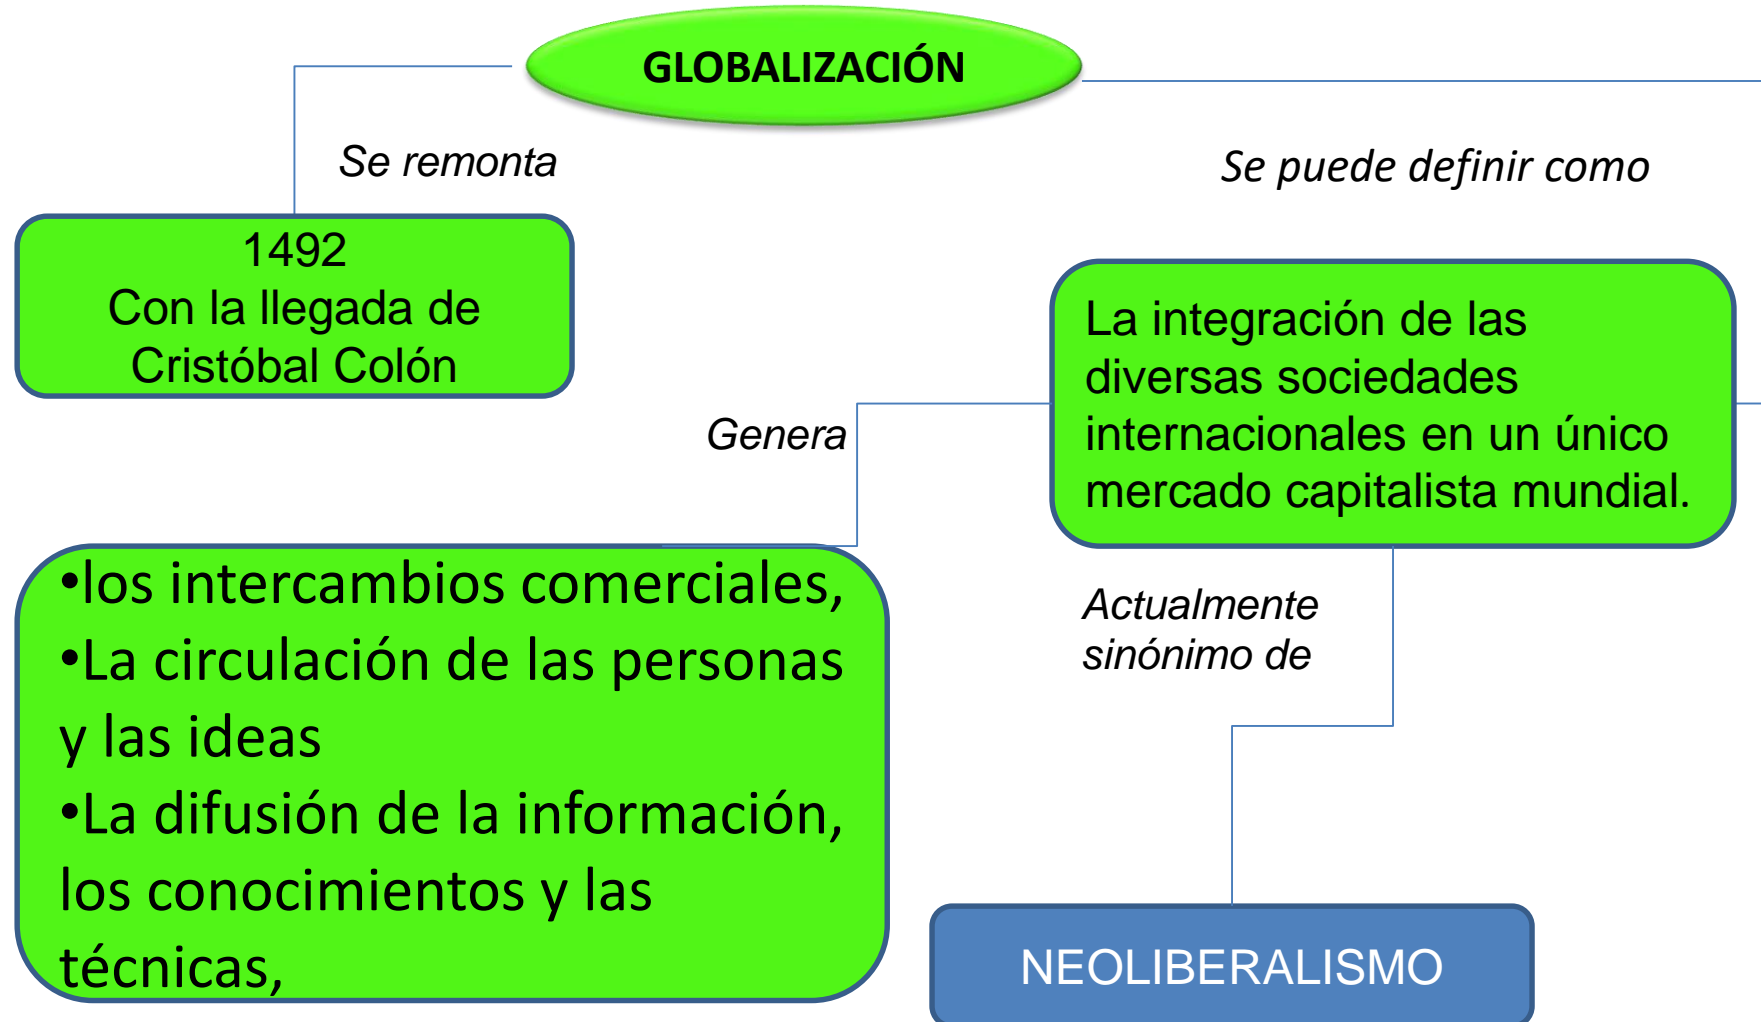 GLOBALIZACIÓN
Se remonta
Se puede definir como
1492
Con la llegada de
Cristóbal Colón
La integración de las
diversas sociedades
internacionales en un único
mercado capitalista mundial.
Genera
•los intercambios comerciales,
•La circulación de las personas
y las ideas
•La difusión de la información,
los conocimientos y las
técnicas,
Actualmente
sinónimo de
NEOLIBERALISMO